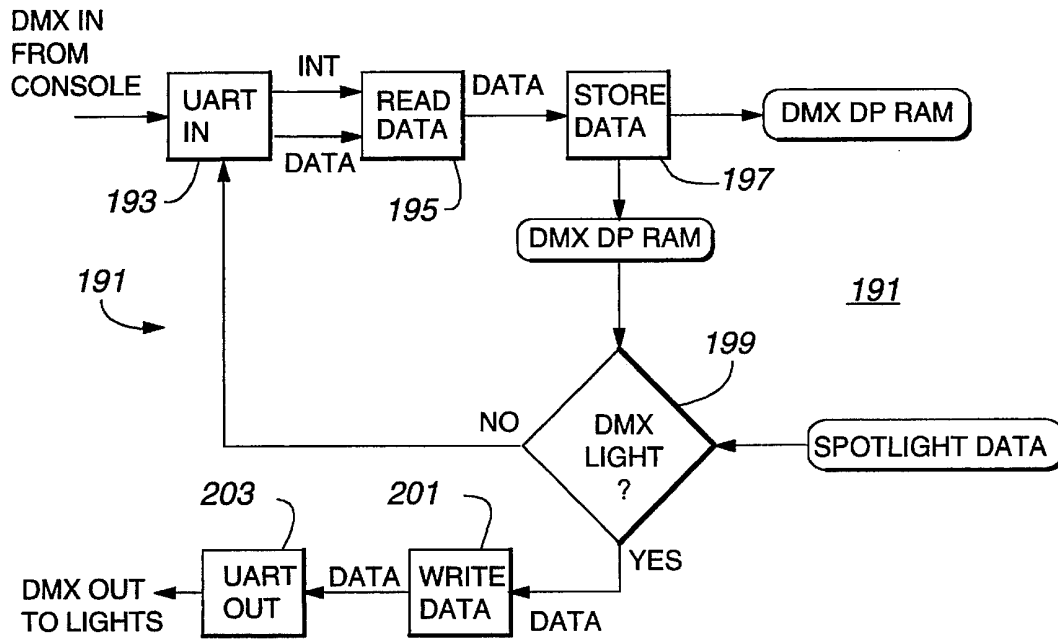 DMX IN
FROM
CONSOLE
UART
IN
193
INT
DATA
READ
DATA
195
DATA
STORE
DATA
197
DMX DP RAM
DMX DP RAM
191
191
199
DMX
LIGHT
?
NO
YES
SPOTLIGHT DATA
DATA
201
WRITE
DATA
DATA
203
UART
OUT
DMX OUT
TO LIGHTS